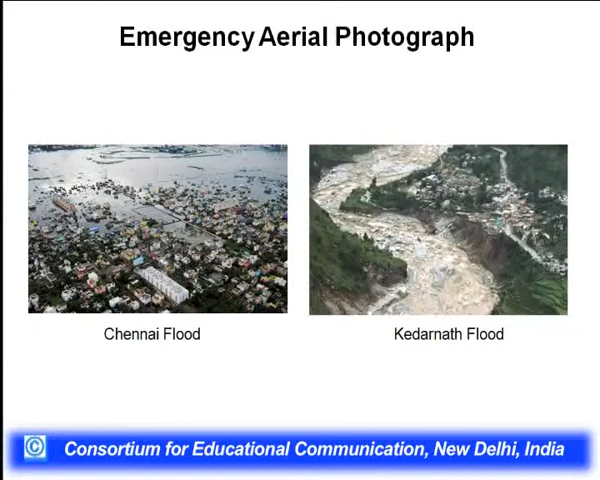 Emergency Aerial Photograph
Chennai Flood
Kedarnath Flood
© Consortium for Educational Communication, New Delhi, India